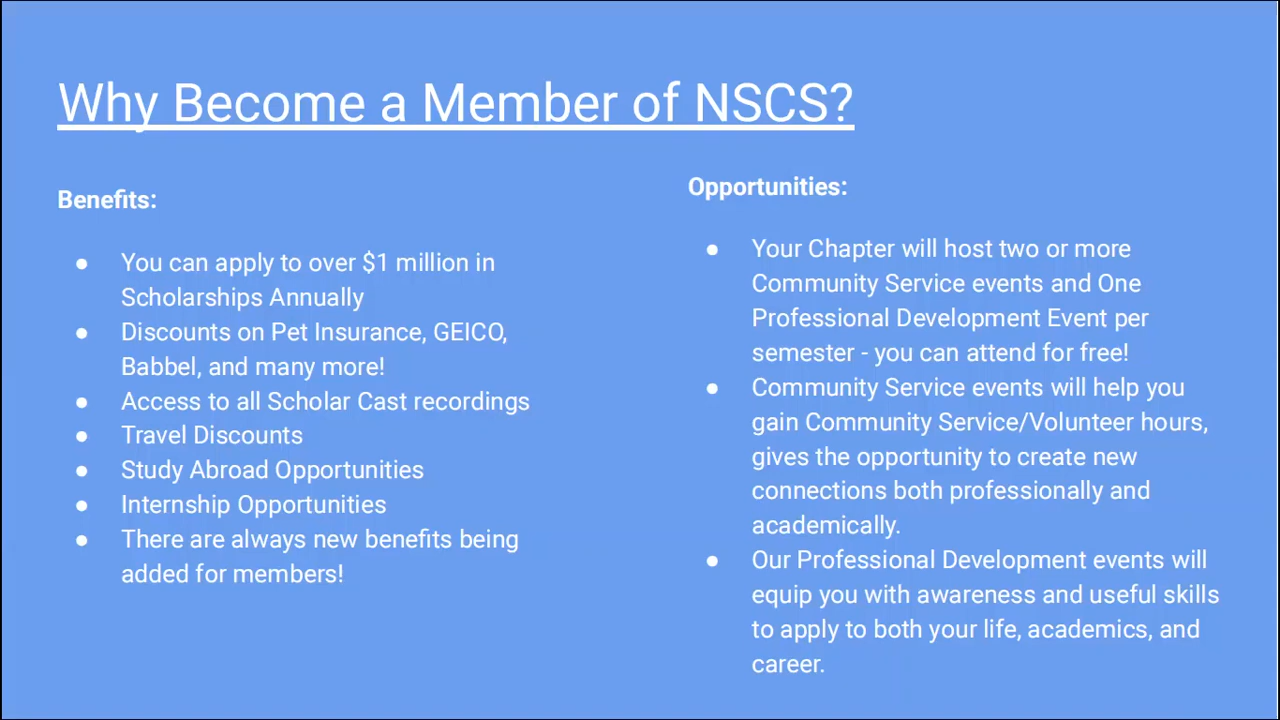 Why Become a Member of NSCS?
Benefits:
● You can apply to over $1 million in
Scholarships Annually
● Discounts on Pet Insurance, GEICO,
Babbel, and many more!
● Access to all Scholar Cast recordings
● Travel Discounts
● Study Abroad Opportunities
● Internship Opportunities
● There are always new benefits being
added for members!
Opportunities:
● Your Chapter will host two or more
Community Service events and One
Professional Development Event per
semester - you can attend for free!
● Community Service events will help you
gain Community Service/Volunteer hours,
gives the opportunity to create new
connections both professionally and
academically.
● Our Professional Development events will
equip you with awareness and useful skills
to apply to both your life, academics, and
career.